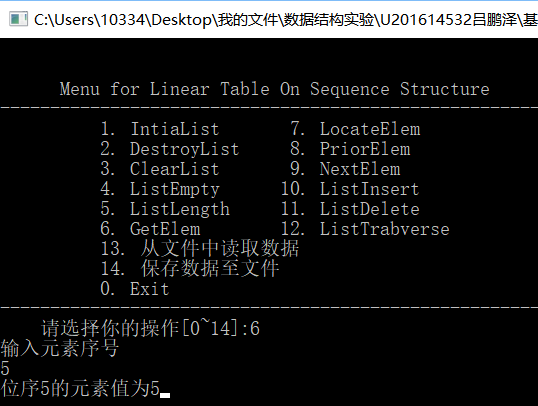 C:\Users\10334\Desktop\我的文件\数据结构实验\U201614532吕鹏泽\基
Menu for Linear Table On Sequence Structure
--------------------------------------------------
1. IntiaList 7. LocateElem
2. DestroyList 8. PriorElem
3. ClearList 9. NextElem
4. ListEmpty 10. ListInsert
5. ListLength 11. ListDelete
6. GetElem 12. ListTrabverse
13. 从文件中读取数据
14. 保存数据至文件
0. Exit
--------------------------------------------------
请选择你的操作[0~14]:6
输入元素序号
5
位序5的元素值为5